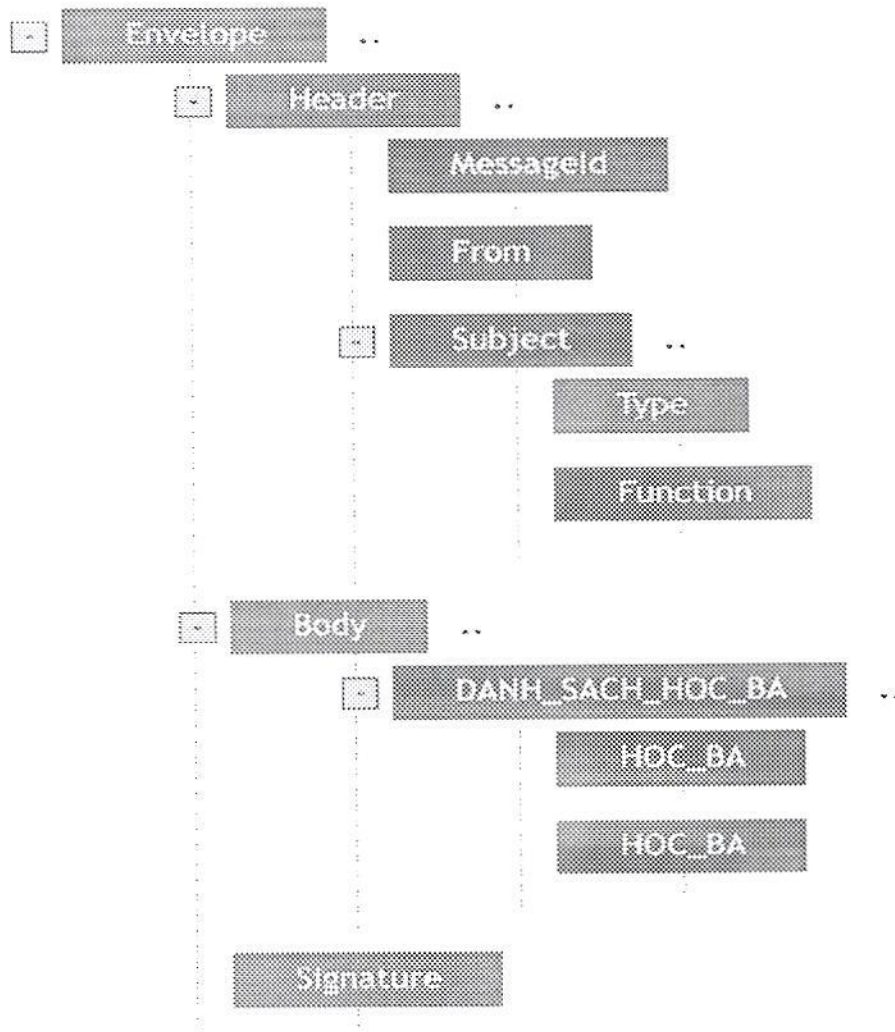 Envelope
Header
MessageId
From
Subject
Type
Function
Body
DANH_SACH_HOC_BA
HOC_BA
HOC_BA
Signature